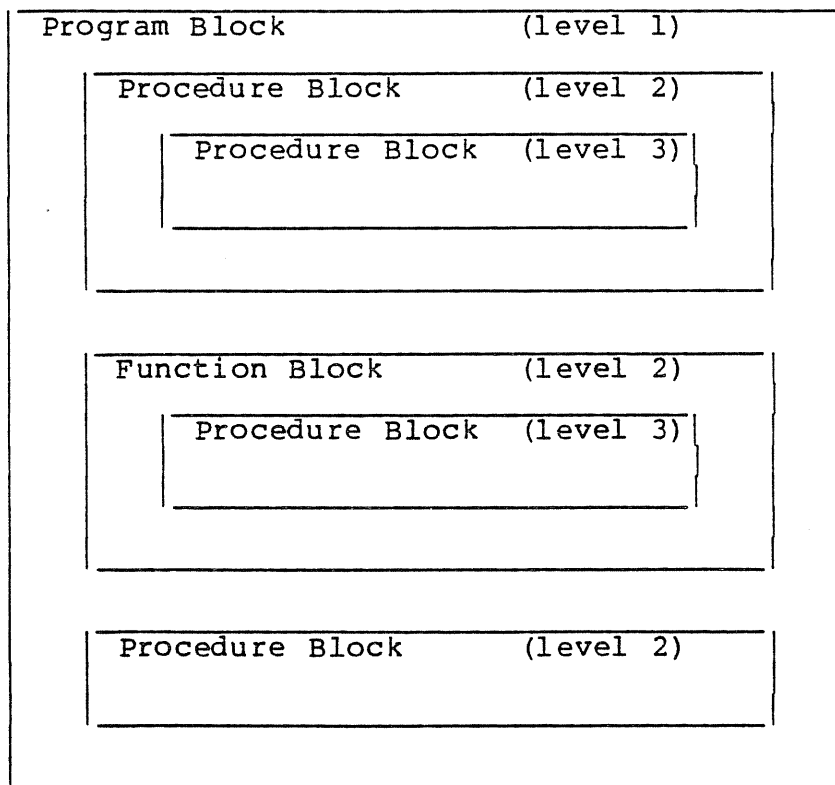 Program Block (level 1)
Procedure Block (level 2)
Procedure Block (level 3)
Function Block (level 2)
Procedure Block (level 3)
Procedure Block (level 2)